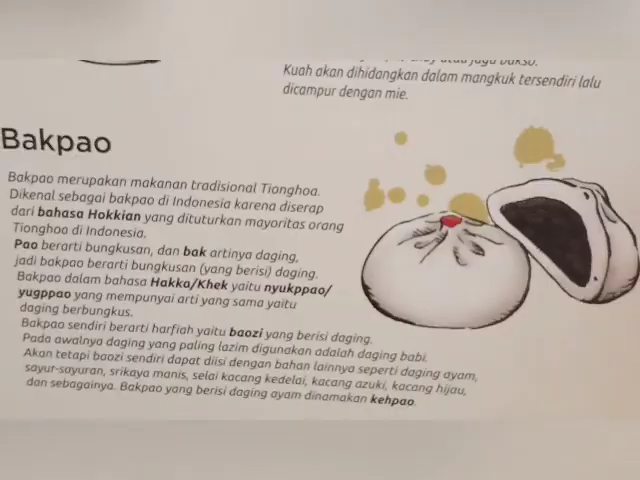 atau juga bakso.
Kuah akan dihidangkan dalam mangkuk tersendiri lalu
dicampur dengan mie.
Bakpao
Bakpao merupakan makanan tradisional Tionghoa.
Dikenal sebagai bakpao di Indonesia karena diserap
dari bahasa Hokkian yang dituturkan mayoritas orang
Tionghoa di Indonesia.
Pao berarti bungkusan, dan bak artinya daging,
jadi bakpao berarti bungkusan (yang berisi) daging.
Bakpao dalam bahasa Hakka/Khek yaitu nyukppao/
yugppao yang mempunyai arti yang sama yaitu
daging berbungkus.
Bakpao sendiri berarti harfiah yaitu baozi yang berisi daging.
Pada awalnya daging yang paling lazim digunakan adalah daging babi.
Akan tetapi baozi sendiri dapat diisi dengan bahan lainnya seperti daging ayam,
sayur-sayuran, srikaya manis, selai kacang kedelai, kacang azuki, kacang hijau,
dan sebagainya. Bakpao yang berisi daging ayam dinamakan kehpao.